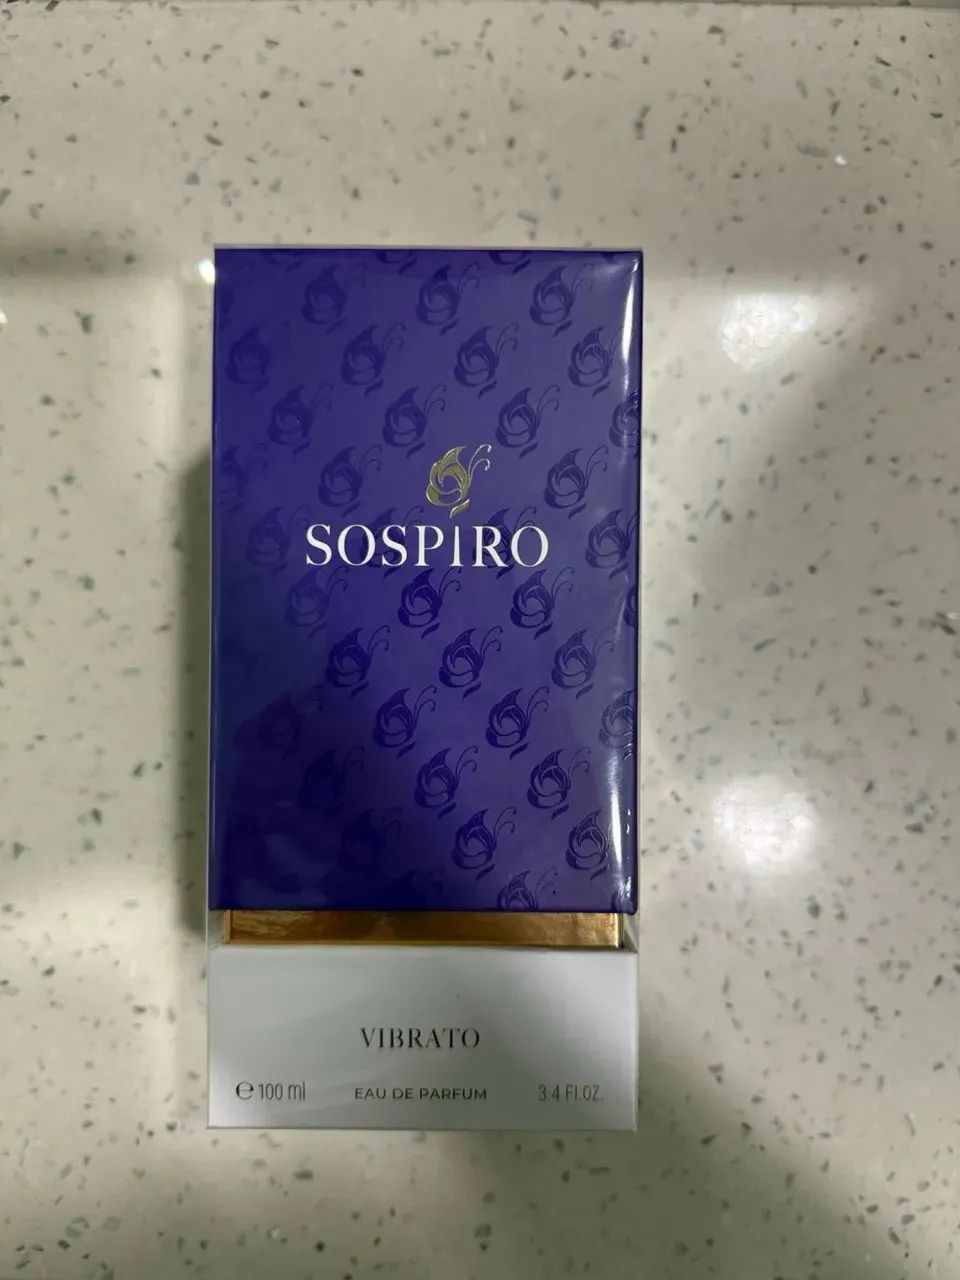 SOSPIRO
VIBRATO
℮ 100 ml EAU DE PARFUM 3.4 Fl.OZ.